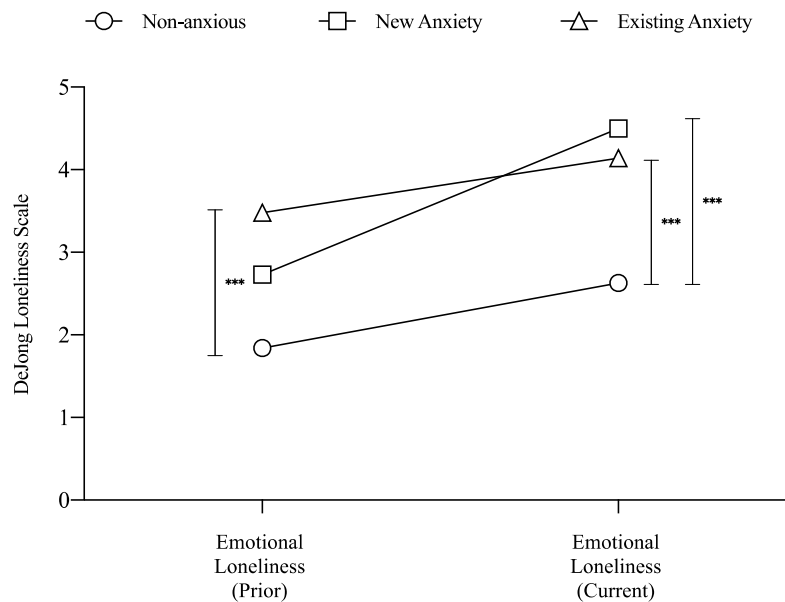 Non-anxious New Anxiety Existing Anxiety
DeJong Loneliness Scale
5
4
3
2
1
0
***
***
***
Emotional
Loneliness
(Prior)
Emotional
Loneliness
(Current)